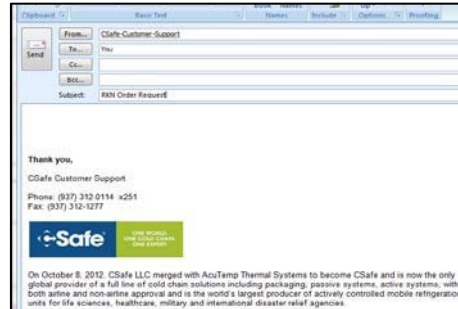 Book Names Up
Clipboard Basic Text Names Include Options Proofing
From... CSafe-Customer-Support
Send To... You
Cc...
Bcc...
Subject: RKN Order Request
Thank you,
CSafe Customer Support
Phone: (937) 312.0114 x251
Fax: (937) 312-1277
CSafe ONE WORLD.
ONE COLD CHAIN.
ONE EXPERT.
On October 8, 2012, CSafe LLC merged with AcuTemp Thermal Systems to become CSafe and is now the only
global provider of a full line of cold chain solutions including packaging, passive systems, active systems, with
both airline and non-airline approval and is the world's largest producer of actively controlled mobile refrigeration
units for life sciences, healthcare, military and international disaster relief agencies.